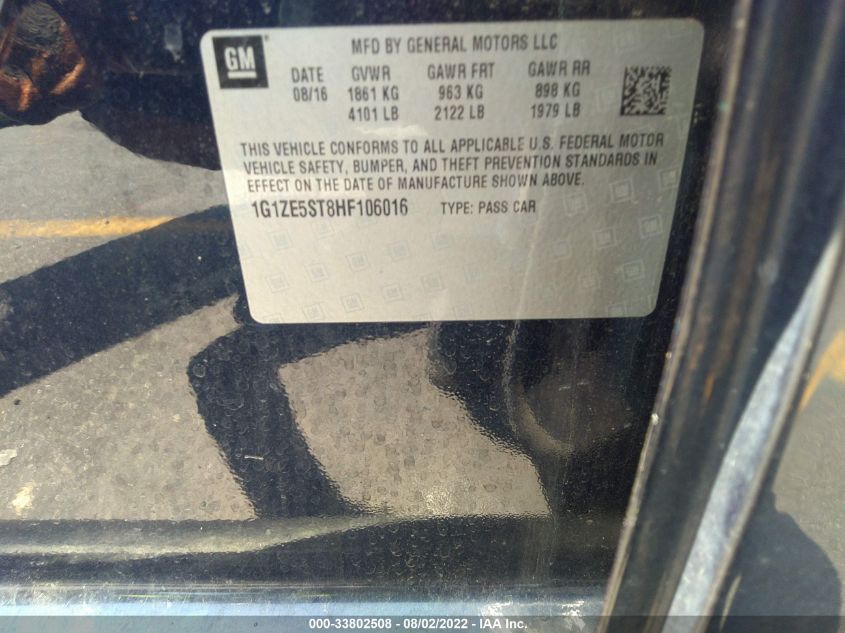 GM
MFD BY GENERAL MOTORS LLC
DATE GVWR GAWR FRT GAWR RR
08/16 1861 KG 963 KG 898 KG
4101 LB 2122 LB 1979 LB
THIS VEHICLE CONFORMS TO ALL APPLICABLE U.S. FEDERAL MOTOR
VEHICLE SAFETY, BUMPER, AND THEFT PREVENTION STANDARDS IN
EFFECT ON THE DATE OF MANUFACTURE SHOWN ABOVE.
1G1ZE5ST8HF106016 TYPE: PASS CAR
000-33802508 - 08/02/2022 - IAA Inc.